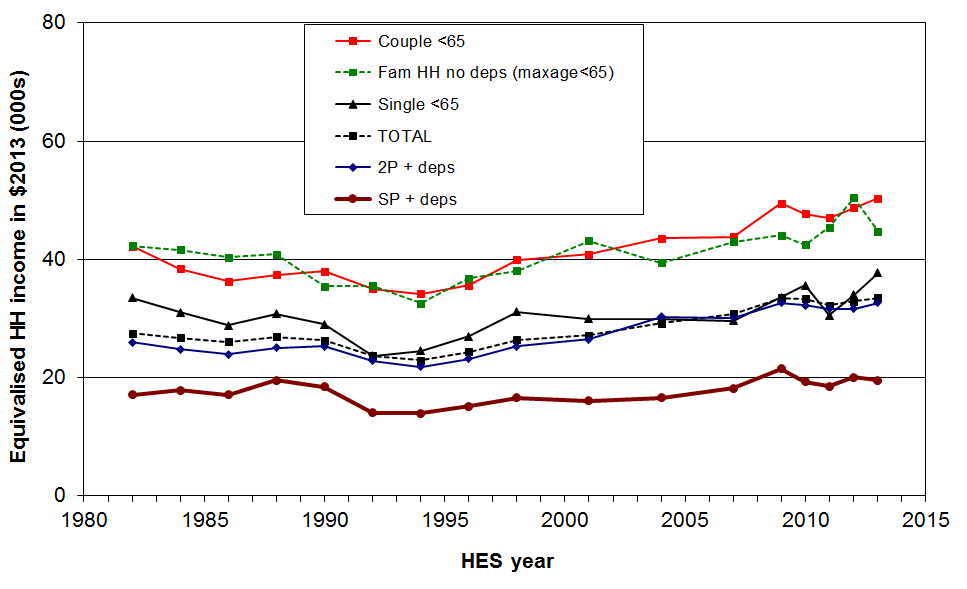 80
60
40
20
0
Equivalised HH income in $2013 (000s)
Couple <65
Fam HH no deps (maxage<65)
Single <65
TOTAL
2P + deps
SP + deps
1980 1985 1990 1995 2000 2005 2010 2015
HES year